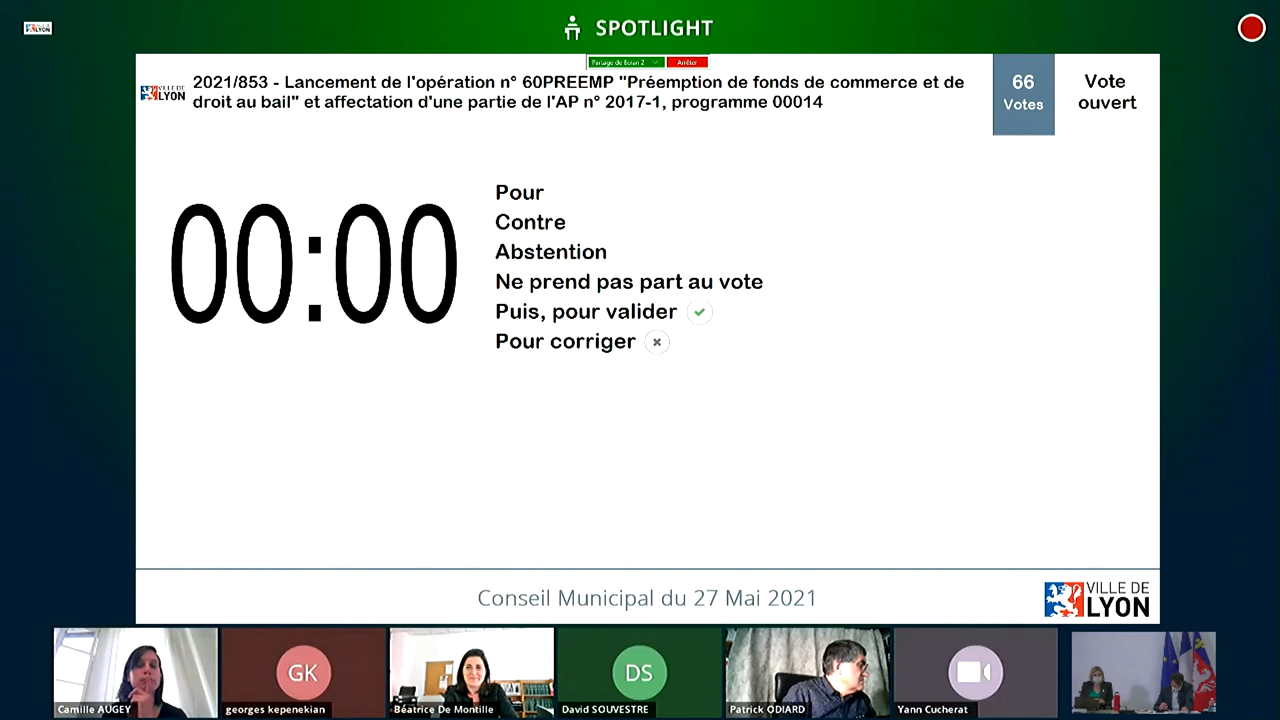 SPOTLIGHT
Partage de Ecran 2
Arrêter
VILLE DE
LYON
2021/853 - Lancement de l'opération n° 60PREEMP "Préemption de fonds de commerce et de
droit au bail" et affectation d'une partie de l'AP n° 2017-1, programme 00014
66
Votes
Vote
ouvert
00:00
Pour
Contre
Abstention
Ne prend pas part au vote
Puis, pour valider
Pour corriger
Conseil Municipal du 27 Mai 2021
VILLE DE
LYON
GK
DS
Camille AUGEY
georges kepenekian
Béatrice De Montille
David SOUVESTRE
Patrick ODIARD
Yann Cucherat